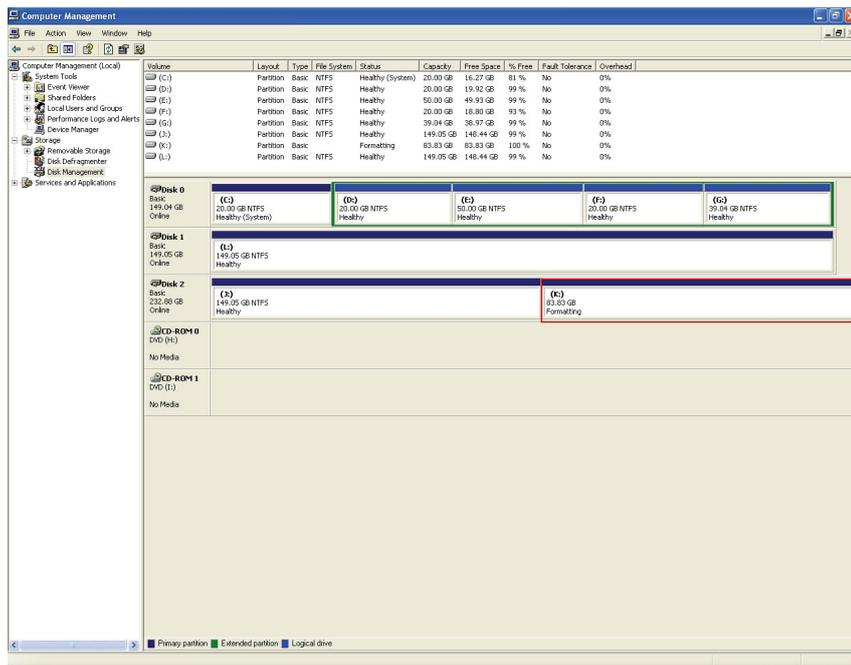 Computer Management
File Action View Window Help
Computer Management (Local)
System Tools
Event Viewer
Shared Folders
Local Users and Groups
Performance Logs and Alerts
Device Manager
Storage
Removable Storage
Disk Defragmenter
Disk Management
Services and Applications
Volume Layout Type File System Status Capacity Free Space % Free Fault Tolerance Overhead
(C:) Partition Basic NTFS Healthy (System) 20.00 GB 16.27 GB 81 % No 0%
(D:) Partition Basic NTFS Healthy 20.00 GB 19.92 GB 99 % No 0%
(E:) Partition Basic NTFS Healthy 50.00 GB 49.93 GB 99 % No 0%
(F:) Partition Basic NTFS Healthy 20.00 GB 18.80 GB 93 % No 0%
(G:) Partition Basic NTFS Healthy 39.04 GB 38.97 GB 99 % No 0%
(J:) Partition Basic NTFS Healthy 149.05 GB 148.44 GB 99 % No 0%
(K:) Partition Basic Formatting 83.83 GB 83.83 GB 100 % No 0%
(L:) Partition Basic NTFS Healthy 149.05 GB 148.44 GB 99 % No 0%
Disk 0
Basic
149.04 GB
Online
(C:)
20.00 GB NTFS
Healthy (System)
(D:)
20.00 GB NTFS
Healthy
(E:)
50.00 GB NTFS
Healthy
(F:)
20.00 GB NTFS
Healthy
(G:)
39.04 GB NTFS
Healthy
Disk 1
Basic
149.05 GB
Online
(L:)
149.05 GB NTFS
Healthy
Disk 2
Basic
232.88 GB
Online
(J:)
149.05 GB NTFS
Healthy
(K:)
83.83 GB
Formatting
CD-ROM 0
DVD (H:)
No Media
CD-ROM 1
DVD (I:)
No Media
Primary partition Extended partition Logical drive